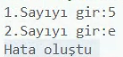 1.Sayıyı gir:5
2.Sayıyı gir:e
Hata oluştu